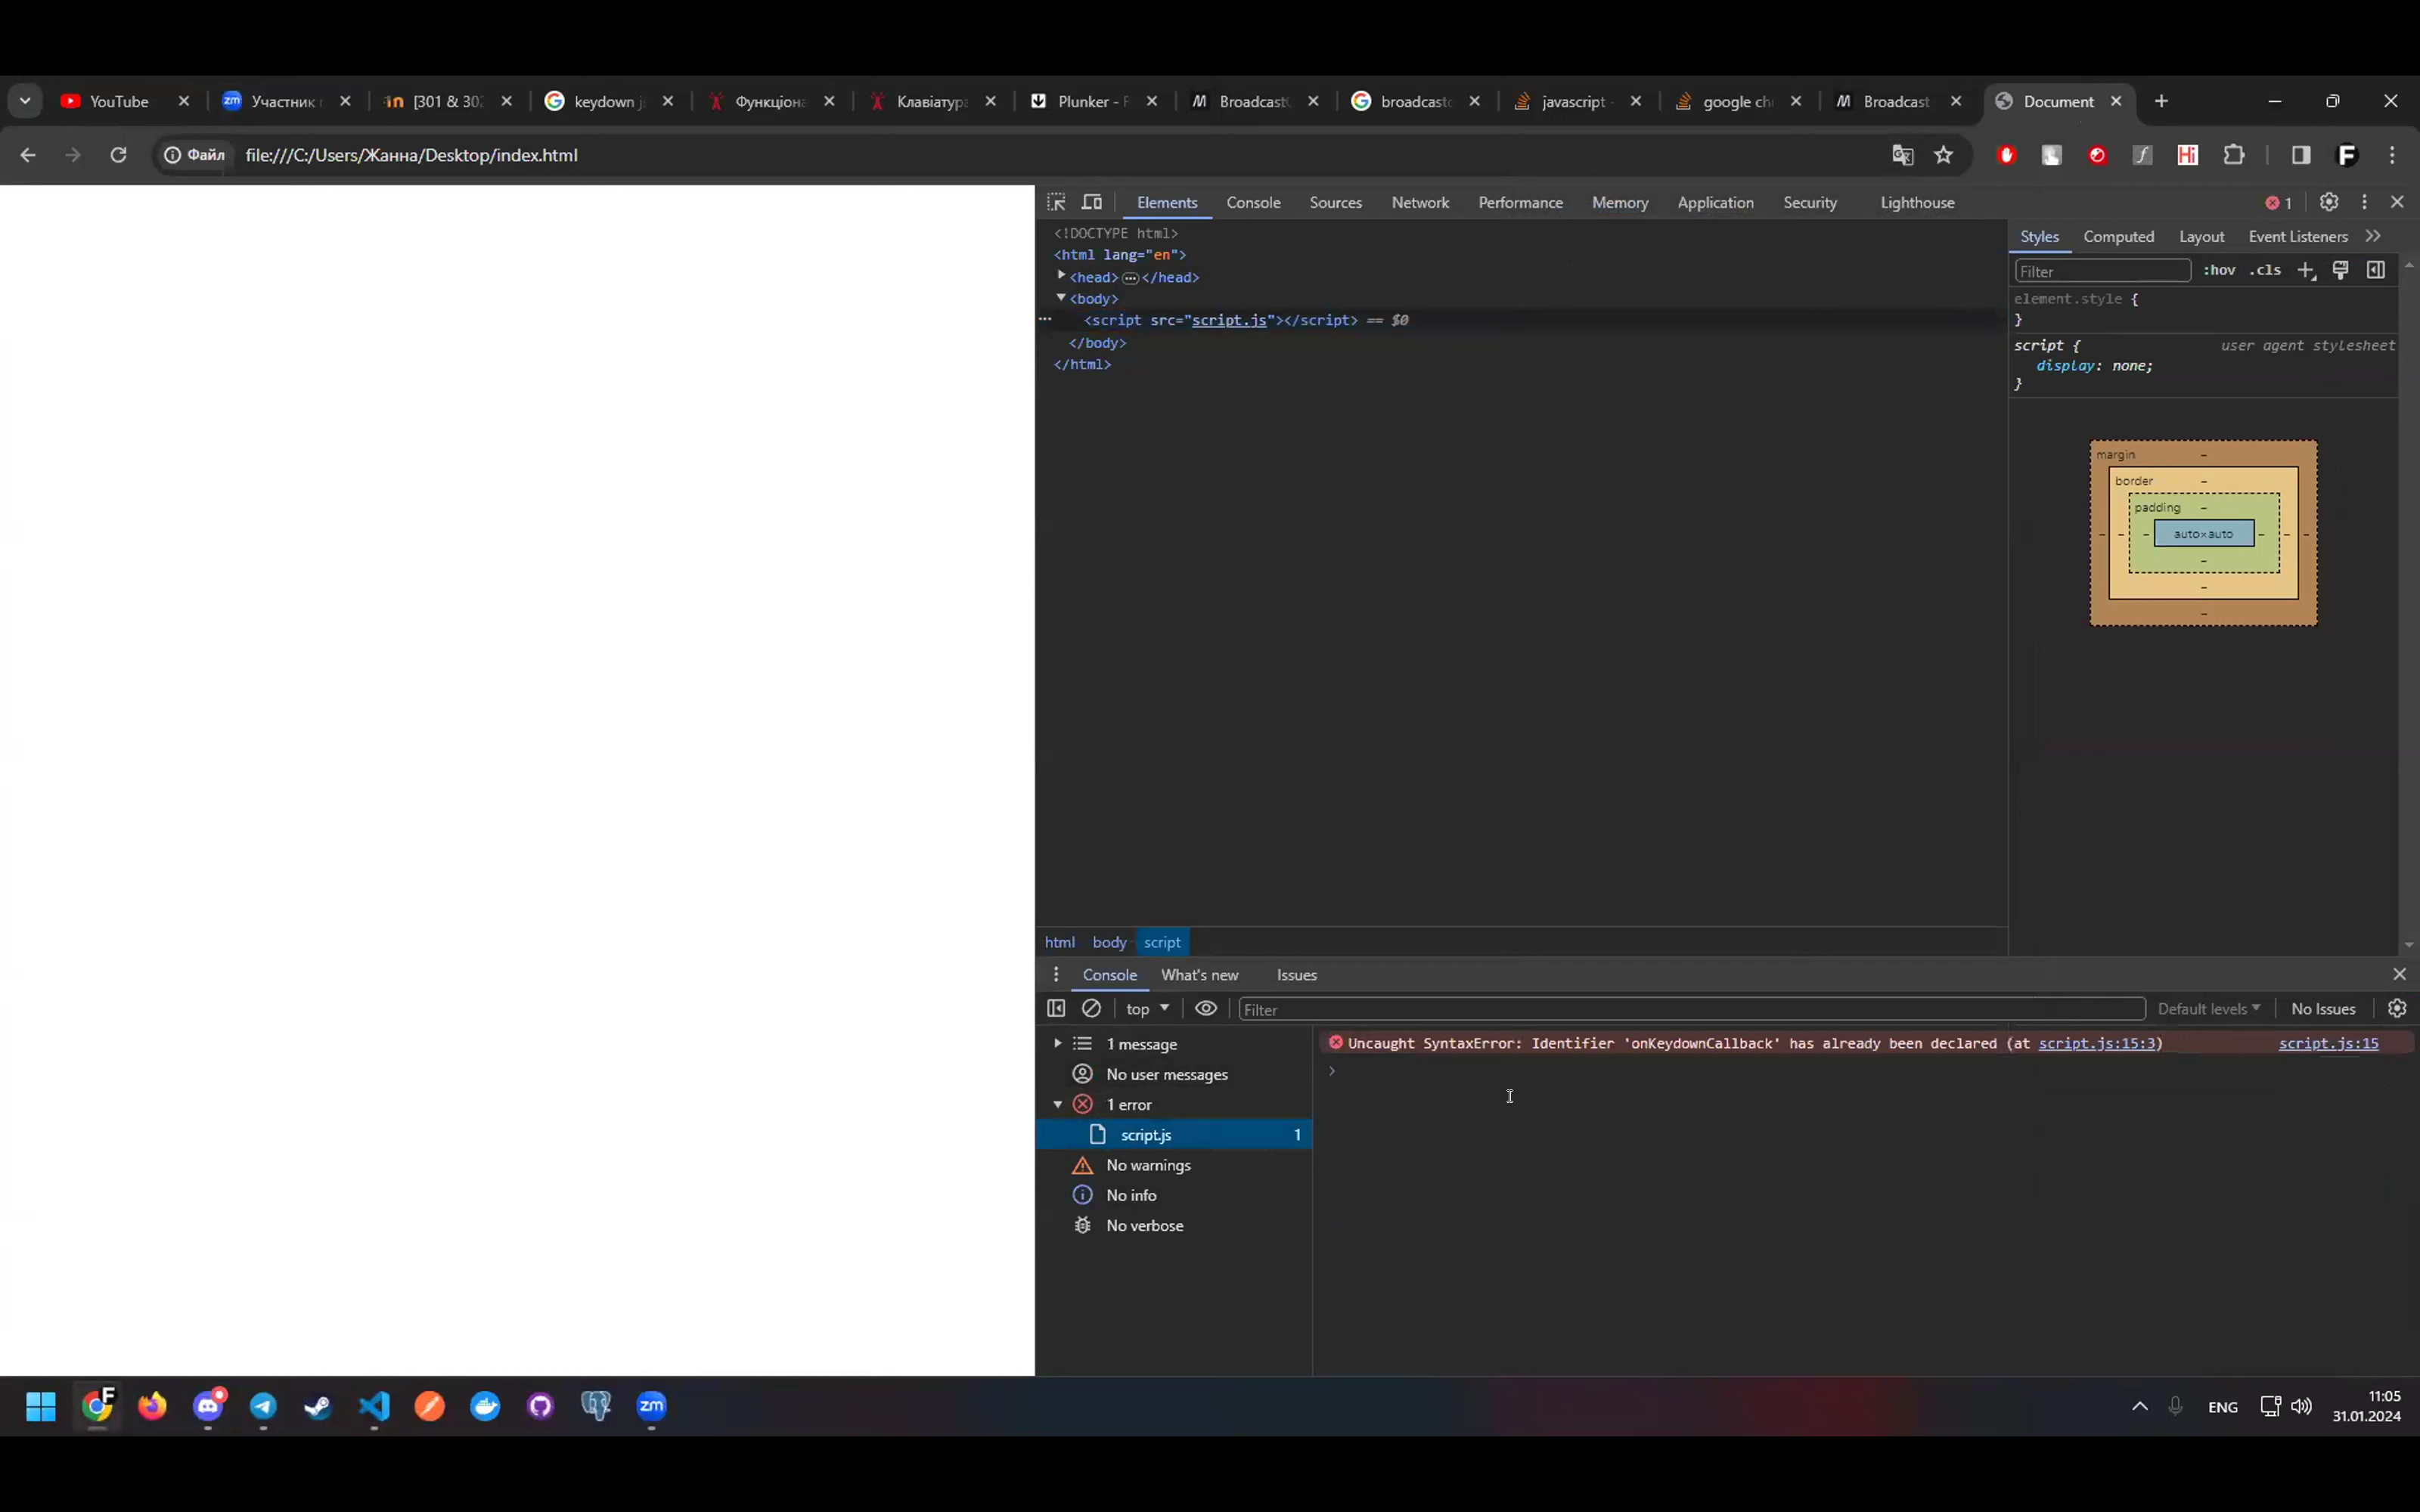 YouTube
Участник
[301 & 302
keydown j
Функціона
Клавіатура
Plunker - F
Broadcast
broadcast
javascript -
google ch
Broadcast
Document
Файл
file:///C:/Users/Жанна/Desktop/index.html
Elements
Console
Sources
Network
Performance
Memory
Application
Security
Lighthouse
1
<!DOCTYPE html>
<html lang="en">
<head> … </head>
<body>
<script src="script.js"></script> == $0
</body>
</html>
Styles
Computed
Layout
Event Listeners
Filter
:hov
.cls
element.style {
}
script {
user agent stylesheet
display: none;
}
margin
-
border
-
padding
-
- - - auto×auto - - -
-
-
-
html
body
script
Console
What's new
Issues
top
Filter
Default levels
No Issues
1 message
No user messages
1 error
script.js
1
No warnings
No info
No verbose
Uncaught SyntaxError: Identifier 'onKeydownCallback' has already been declared (at script.js:15:3)
script.js:15
ENG
11:05
31.01.2024